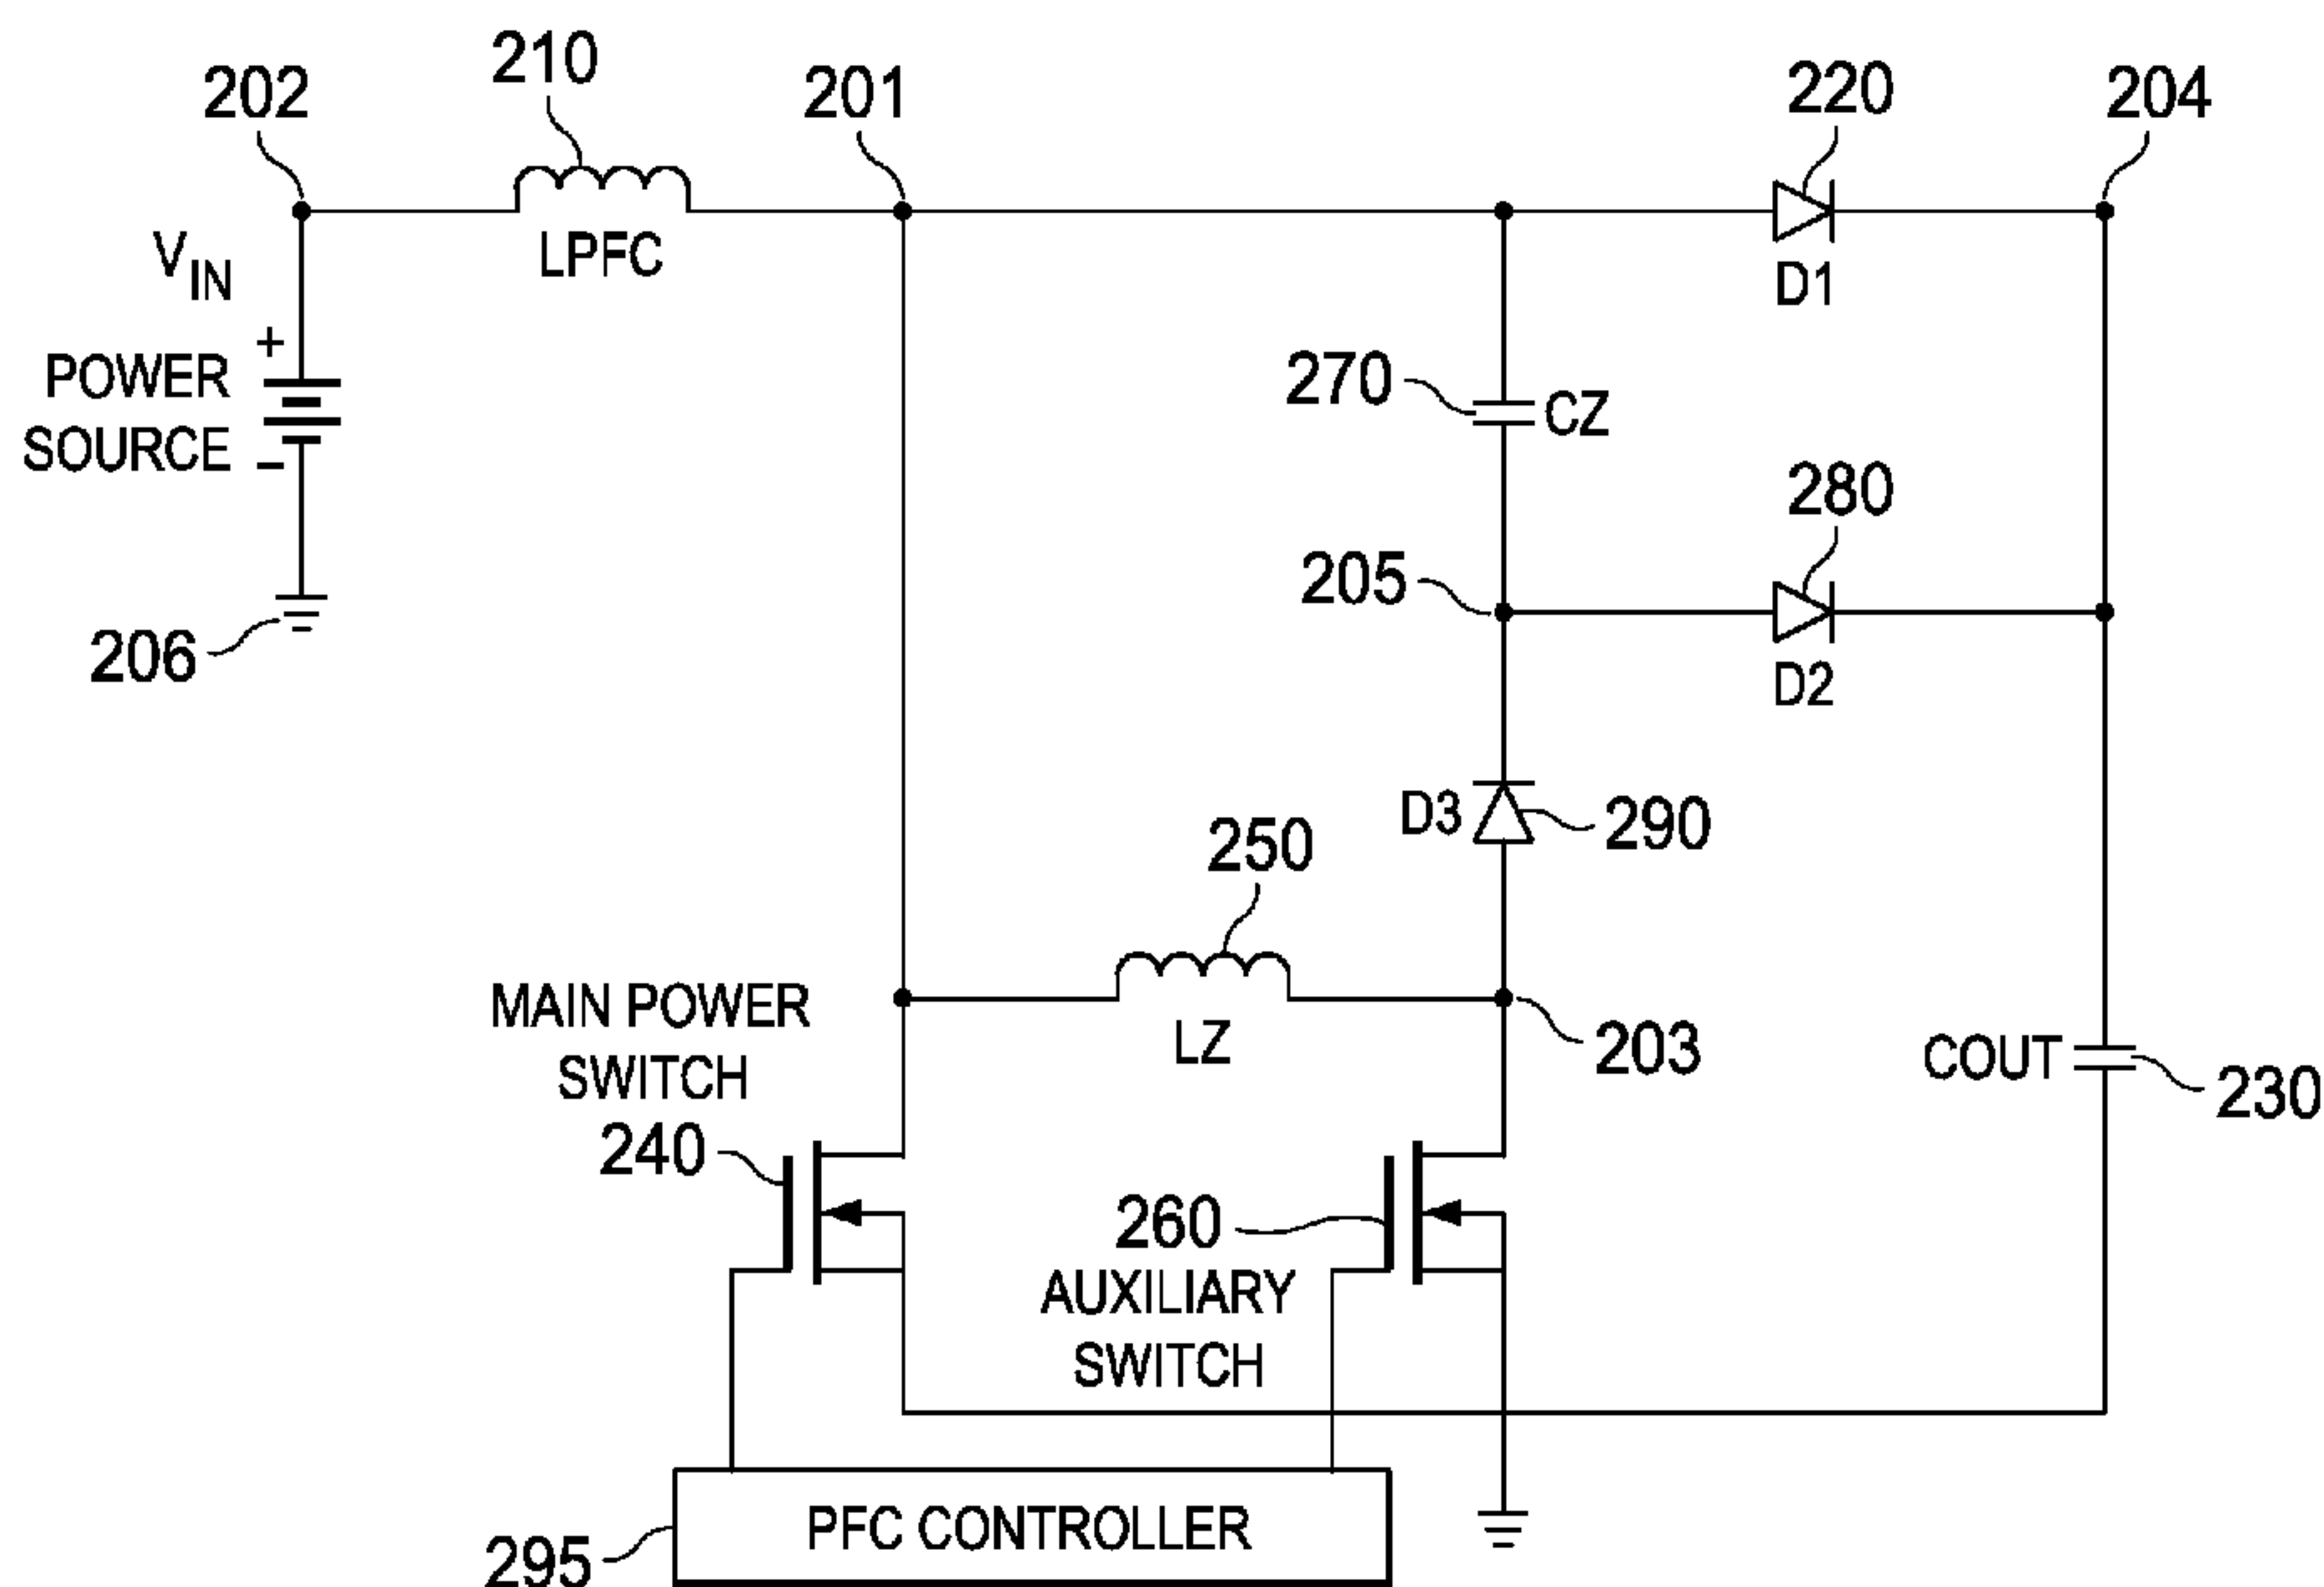 202
210
201
220
204
LPFC
D1
V IN
+
POWER
SOURCE
−
206
270
CZ
205
280
D2
D3
290
250
LZ
203
MAIN POWER
SWITCH
240
COUT
230
260
AUXILIARY
SWITCH
PFC CONTROLLER
295